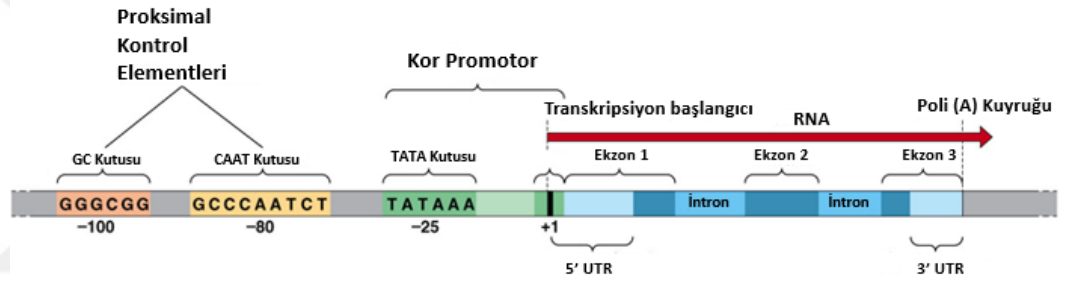 Proksimal
Kontrol
Elementleri
Kor Promotor
Transkripsiyon başlangıcı
RNA
Poli (A) Kuyruğu
GC Kutusu
CAAT Kutusu
TATA Kutusu
Ekzon 1
Ekzon 2
Ekzon 3
GGGCGG
GCCCAATCT
TATAAA
İntron
İntron
−100
−80
−25
+1
5' UTR
3' UTR